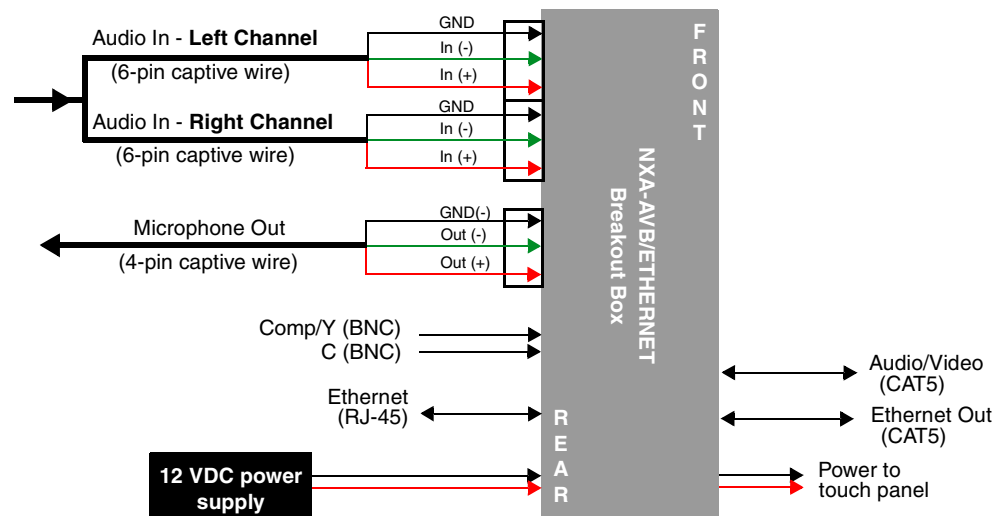 Audio In - Left Channel
(6-pin captive wire)
GND
In (-)
In (+)
Audio In - Right Channel
(6-pin captive wire)
GND
In (-)
In (+)
Microphone Out
(4-pin captive wire)
GND(-)
Out (-)
Out (+)
Comp/Y (BNC)
C (BNC)
Ethernet
(RJ-45)
12 VDC power
supply
FRONT
NXA-AVB/ETHERNET
Breakout Box
REAR
Audio/Video
(CAT5)
Ethernet Out
(CAT5)
Power to
touch panel